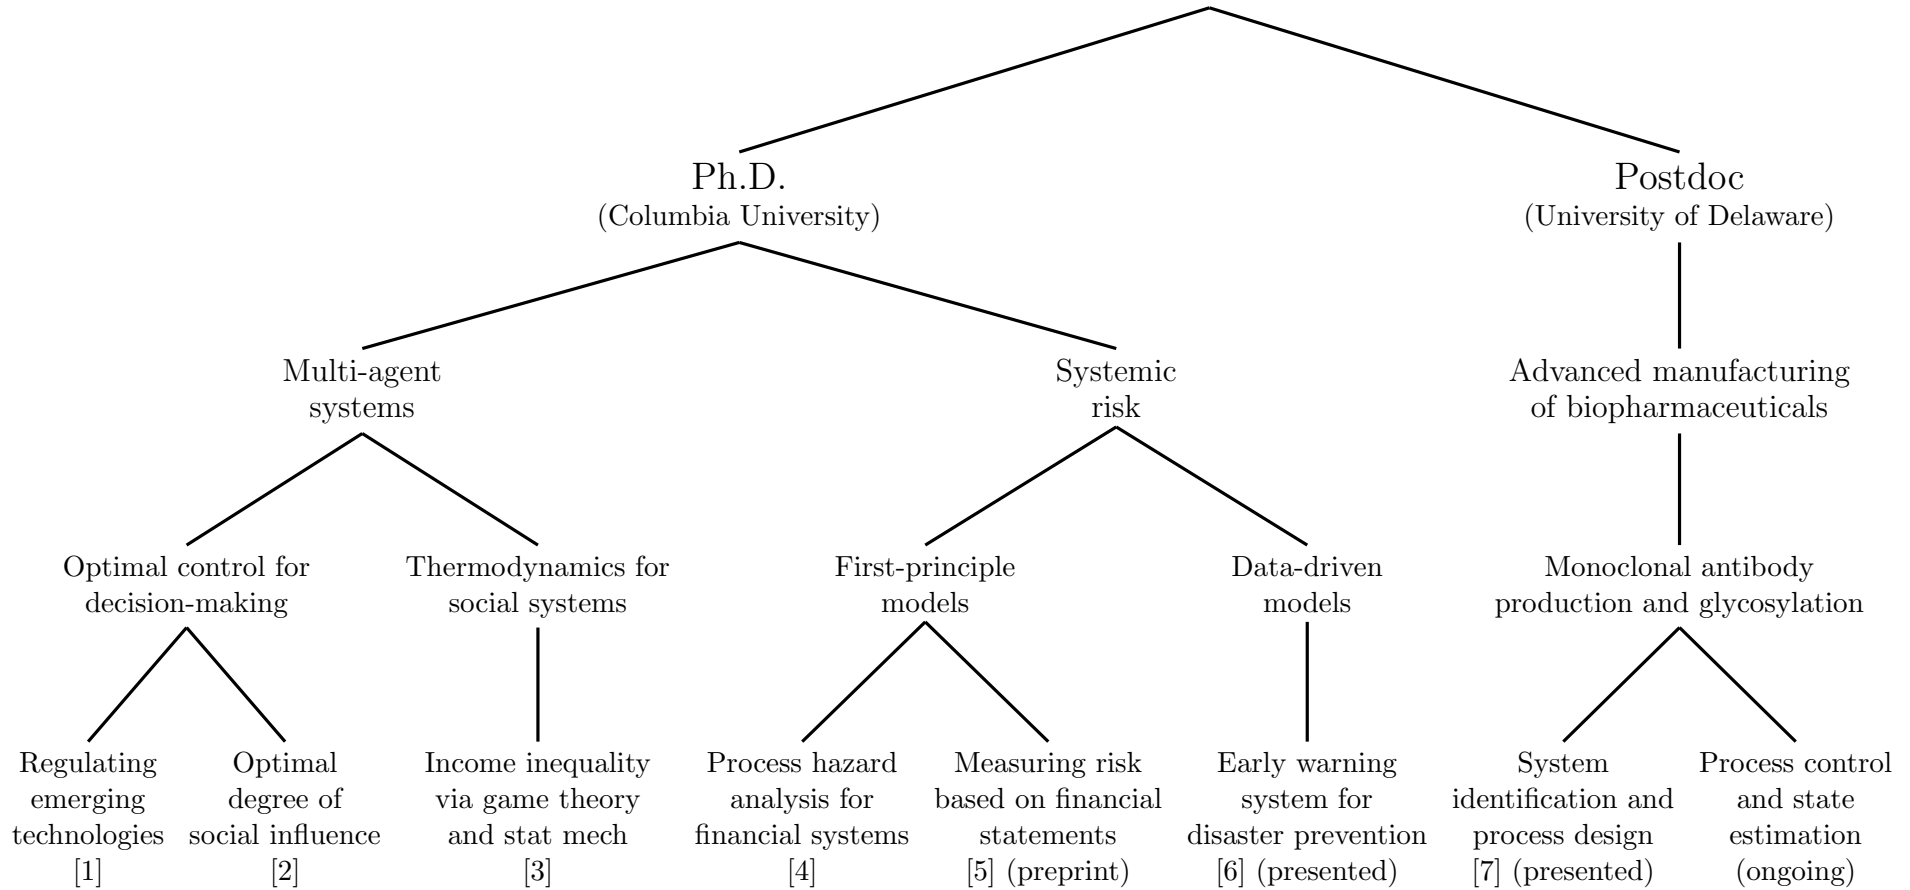 Ph.D.
(Columbia University)
Postdoc
(University of Delaware)
Multi-agent
systems
Systemic
risk
Advanced manufacturing
of biopharmaceuticals
Optimal control for
decision-making
Thermodynamics for
social systems
First-principle
models
Data-driven
models
Monoclonal antibody
production and glycosylation
Regulating
emerging
technologies
[1]
Optimal
degree of
social influence
[2]
Income inequality
via game theory
and stat mech
[3]
Process hazard
analysis for
financial systems
[4]
Measuring risk
based on financial
statements
[5] (preprint)
Early warning
system for
disaster prevention
[6] (presented)
System
identification and
process design
[7] (presented)
Process control
and state
estimation
(ongoing)